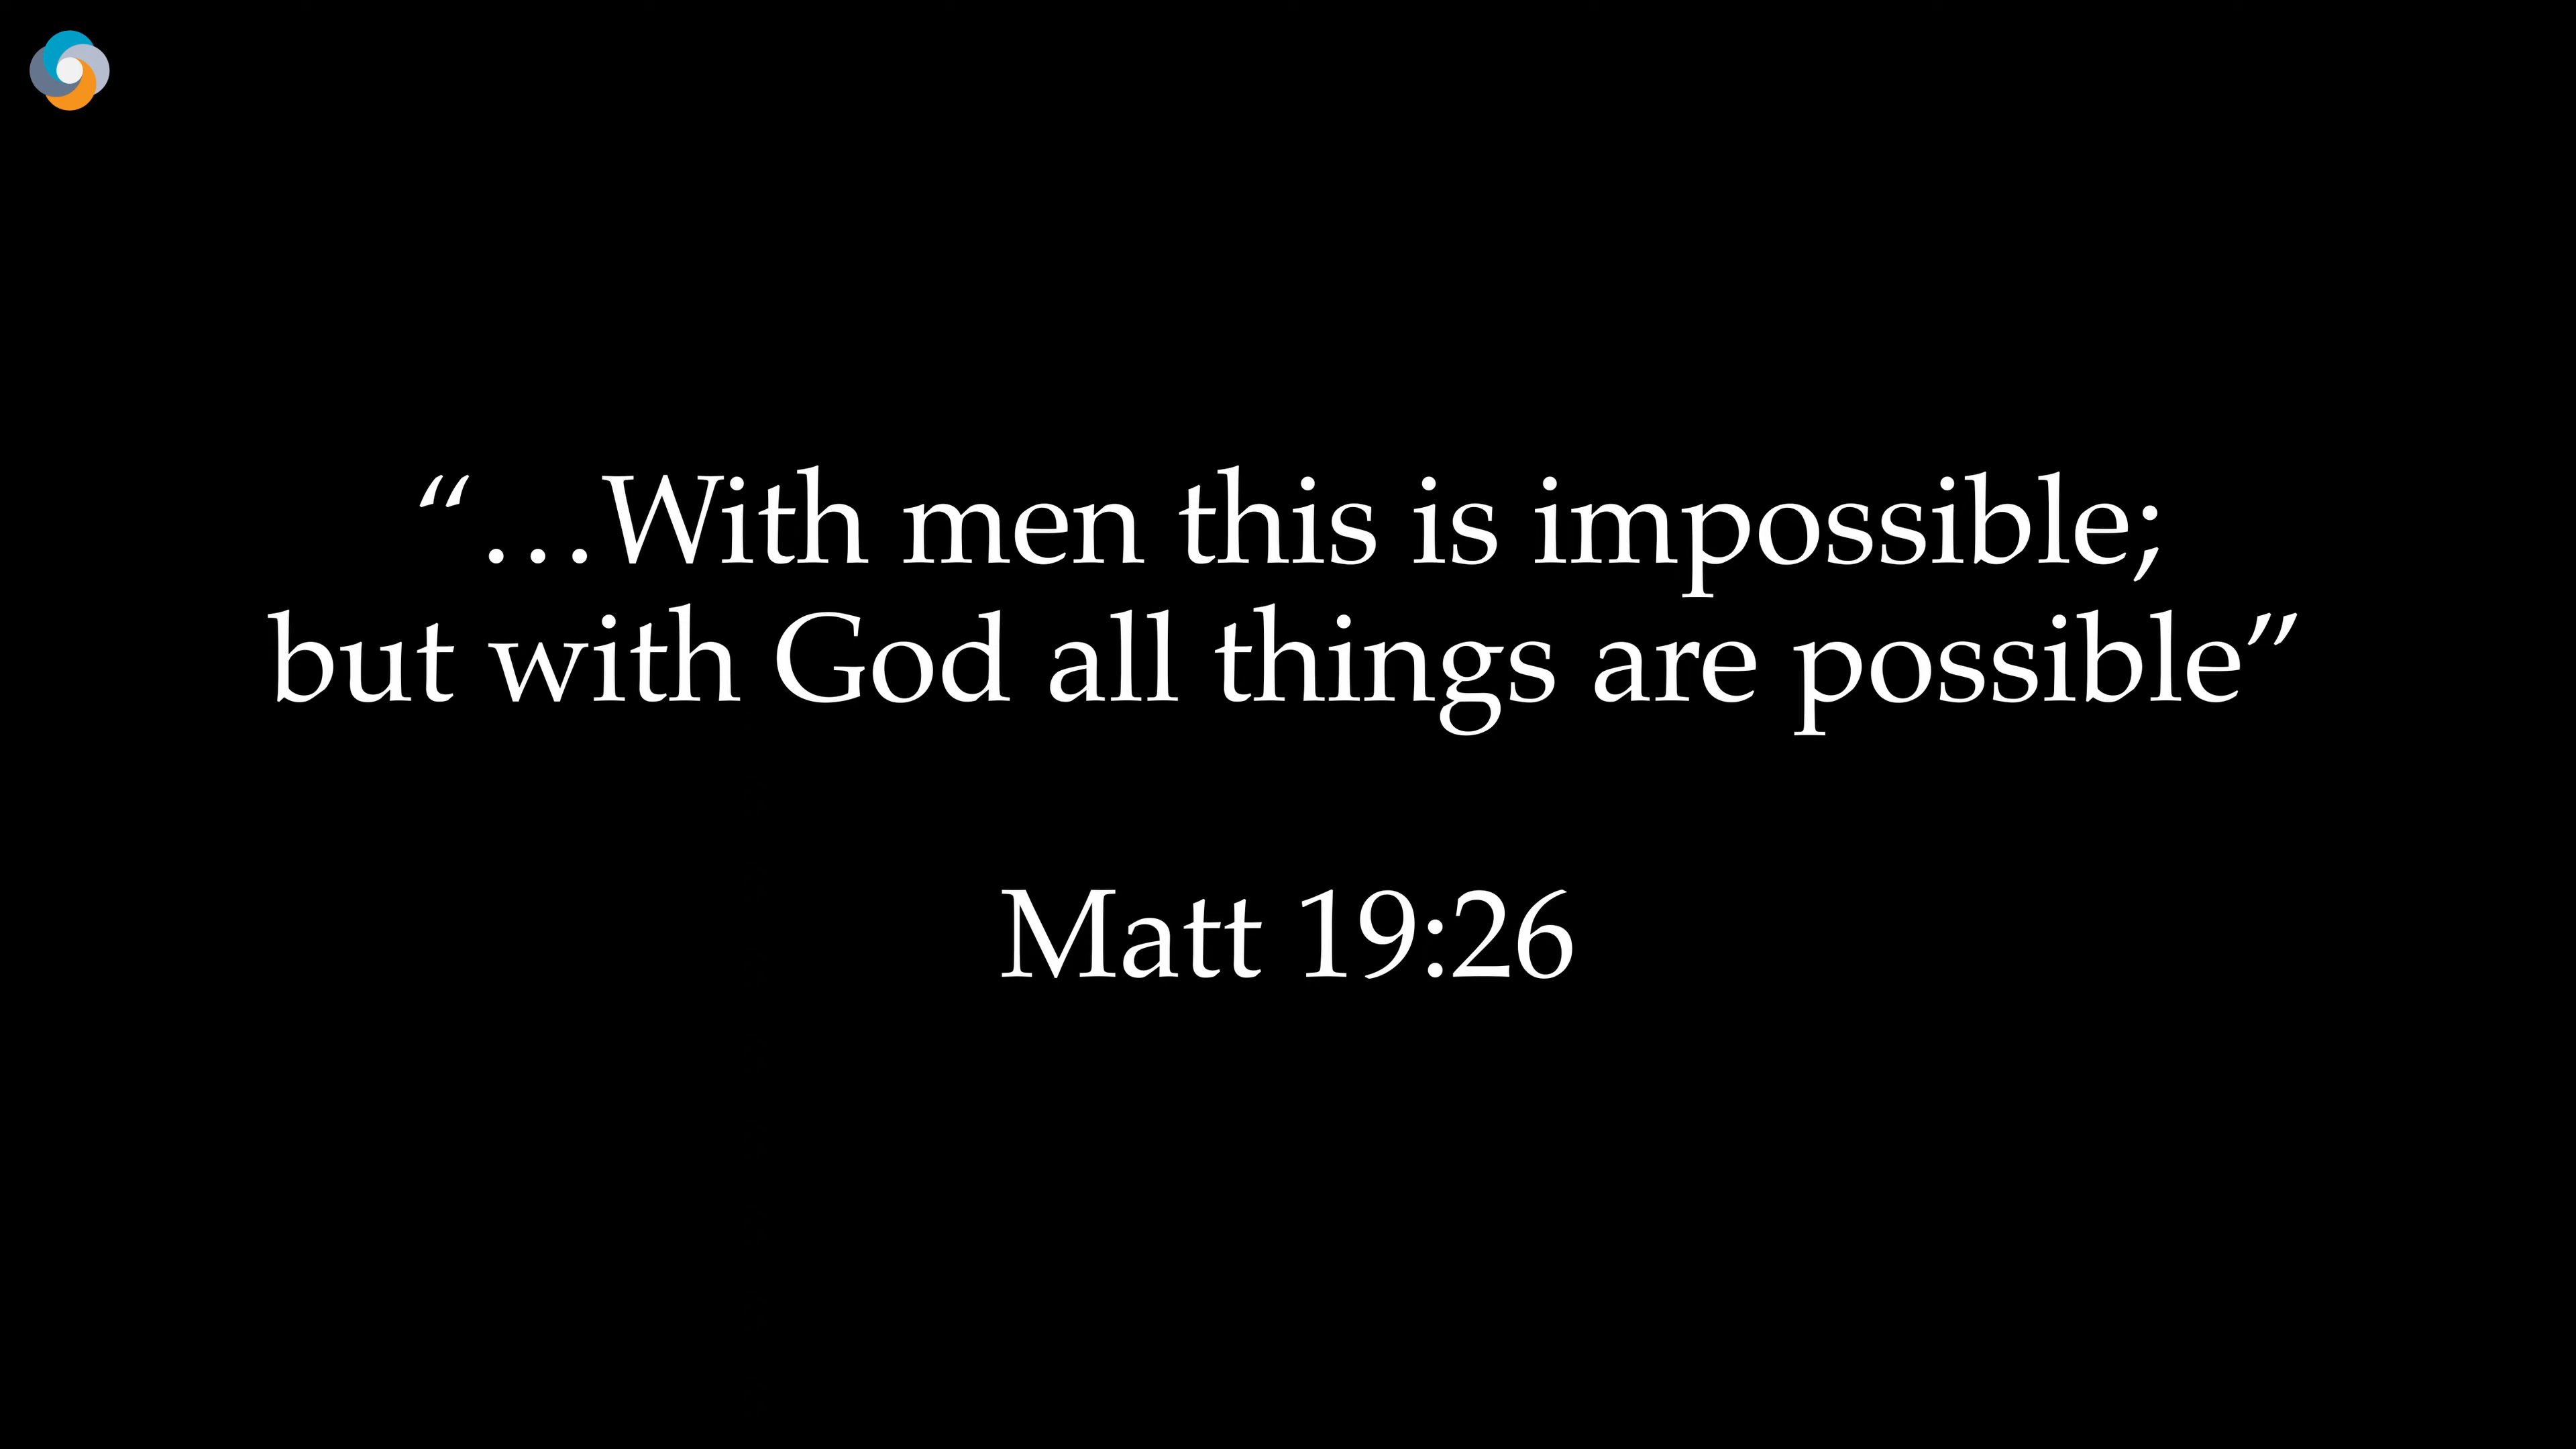 “…With men this is impossible;
but with God all things are possible”
Matt 19:26